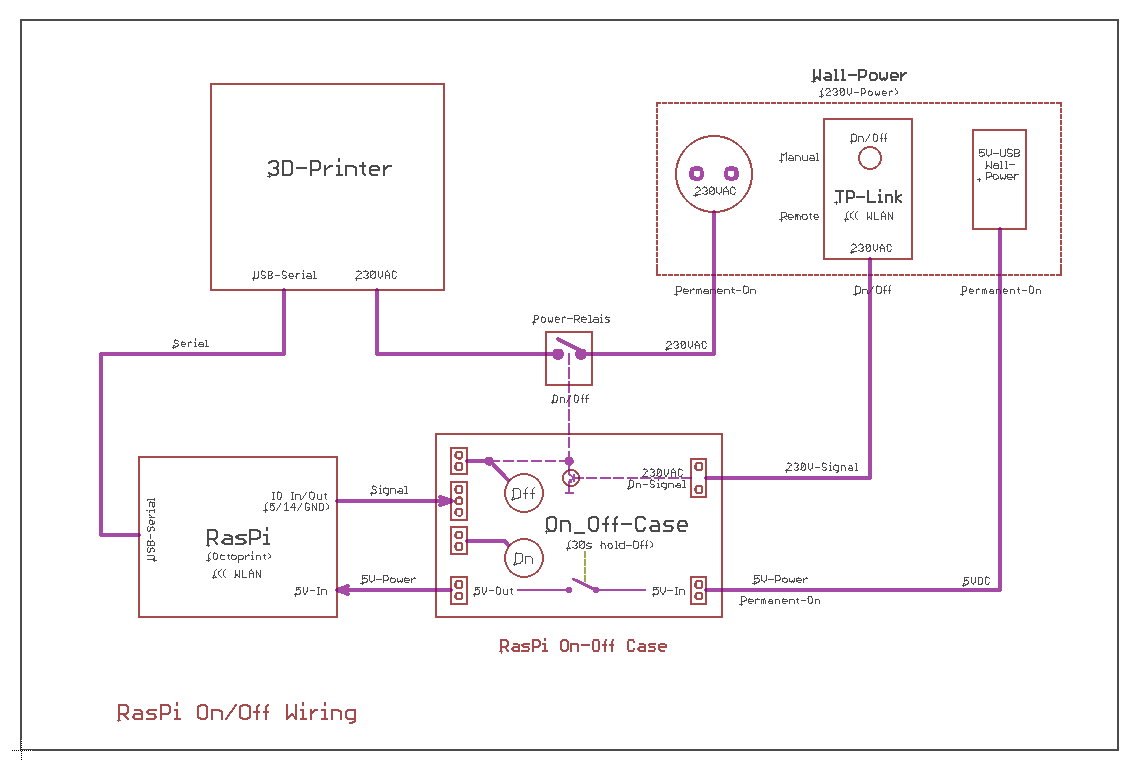 Wall-Power
(230V-Power)
3D-Printer
USB-Serial
230VAC
230VAC
Manual
Remote
On/Off
TP-Link
((( WLAN
230VAC
5V-USB
Wall-
Power
Permanent-On
On/Off
Permanent-On
Serial
Power-Relais
230VAC
On/Off
USB-Serial
IO In/Out
(5/14/GND)
Signal
RasPi
(Octoprint)
((( WLAN
5V-In
5V-Power
Off
230VAC
On-Signal
230V-Signal
On_Off-Case
(30s hold-Off)
On
5V-Out
5V-In
5V-Power
5VDC
Permanent-On
RasPi On-Off Case
RasPi On/Off Wiring